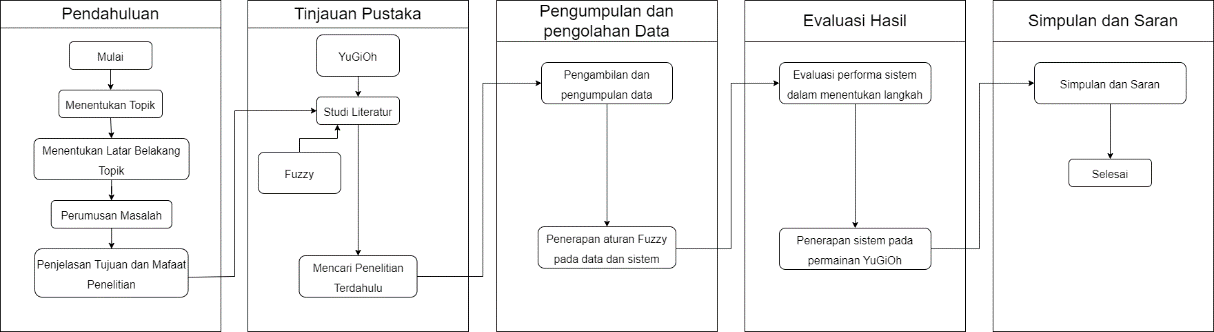 Pendahuluan
Mulai
Menentukan Topik
Menentukan Latar Belakang
Topik
Perumusan Masalah
Penjelasan Tujuan dan Mafaat
Penelitian
Tinjauan Pustaka
YuGiOh
Studi Literatur
Fuzzy
Mencari Penelitian
Terdahulu
Pengumpulan dan
pengolahan Data
Pengambilan dan
pengumpulan data
Penerapan aturan Fuzzy
pada data dan sistem
Evaluasi Hasil
Evaluasi performa sistem
dalam menentukan langkah
Penerapan sistem pada
permainan YuGiOh
Simpulan dan Saran
Simpulan dan Saran
Selesai